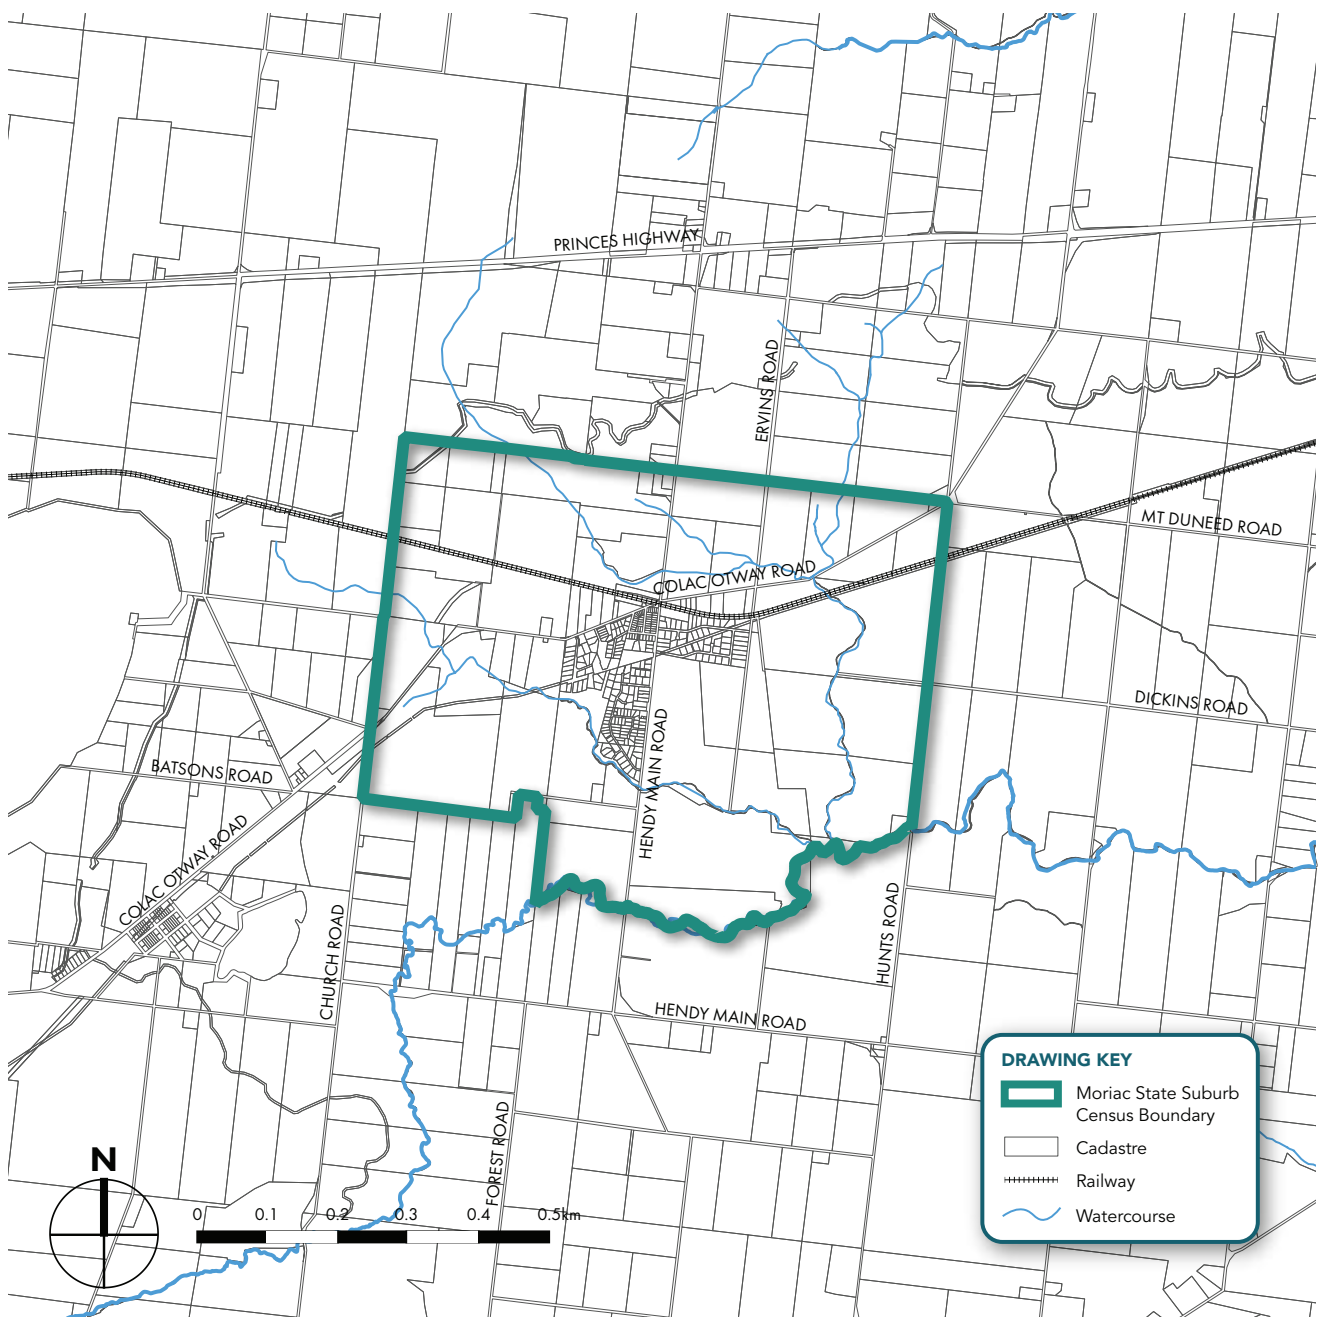 PRINCES HIGHWAY
ERVINS ROAD
MT DUNEED ROAD
COLAC OTWAY ROAD
DICKINS ROAD
BATSONS ROAD
HENDY MAIN ROAD
COLAC OTWAY ROAD
CHURCH ROAD
HUNTS ROAD
HENDY MAIN ROAD
FOREST ROAD
DRAWING KEY
Moriac State Suburb
Census Boundary
Cadastre
Railway
Watercourse
N
0 0.1 0.2 0.3 0.4 0.5km